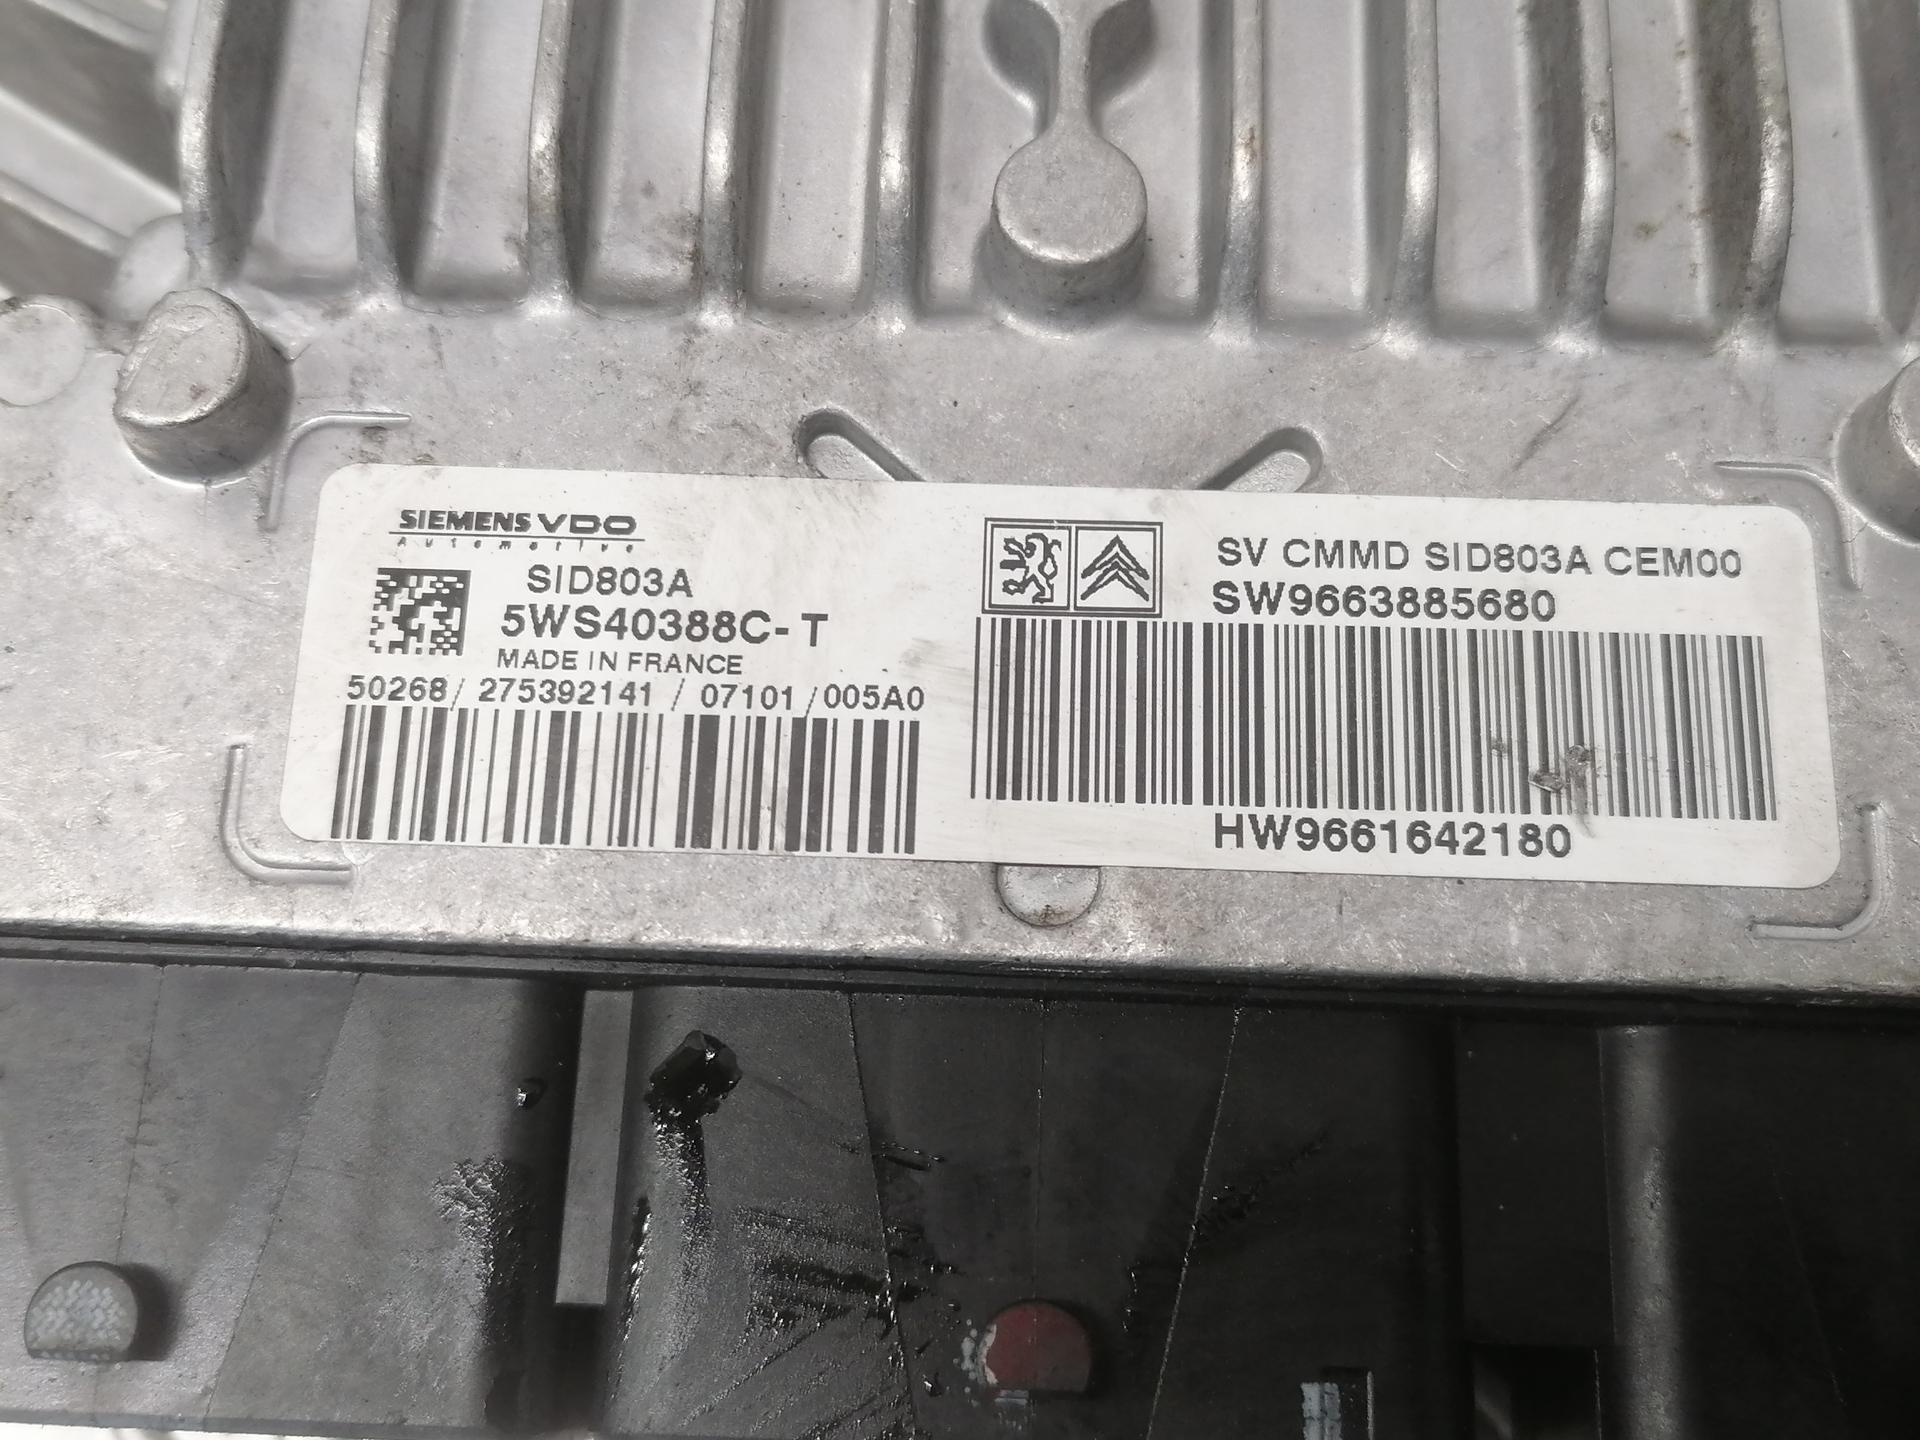 SIEMENS VDO
Automotive
SID803A
5WS40388C-T
MADE IN FRANCE
50268/ 275392141 / 07101 /005A0
SV CMMD SID803A CEM00
SW9663885680
HW9661642180